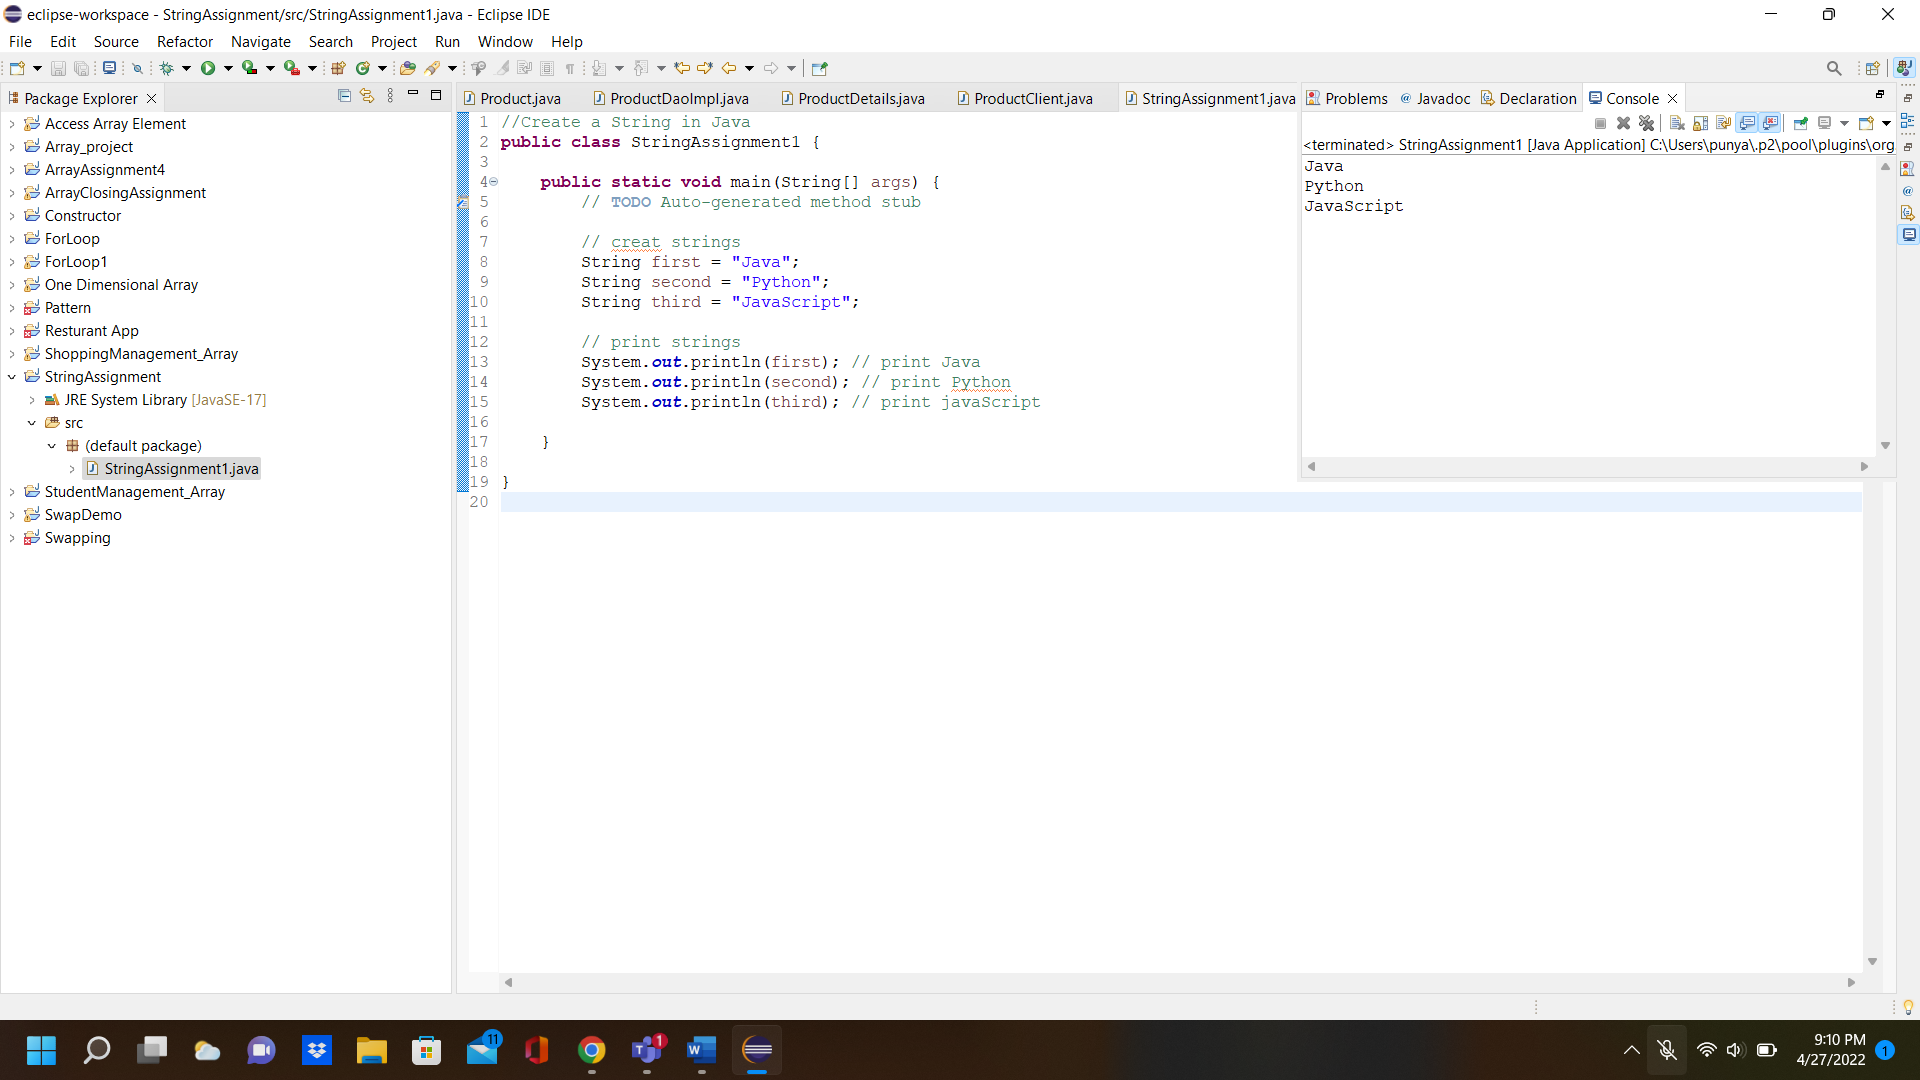 eclipse-workspace - StringAssignment/src/StringAssignment1.java - Eclipse IDE
File Edit Source Refactor Navigate Search Project Run Window Help
Package Explorer
Access Array Element
Array_project
ArrayAssignment4
ArrayClosingAssignment
Constructor
ForLoop
ForLoop1
One Dimensional Array
Pattern
Resturant App
ShoppingManagement_Array
StringAssignment
JRE System Library [JavaSE-17]
src
(default package)
StringAssignment1.java
StudentManagement_Array
SwapDemo
Swapping
Product.java ProductDaoImpl.java ProductDetails.java ProductClient.java StringAssignment1.java
1 //Create a String in Java
2 public class StringAssignment1 {
3
4 public static void main(String[] args) {
5 // TODO Auto-generated method stub
6
7 // creat strings
8 String first = "Java";
9 String second = "Python";
10 String third = "JavaScript";
11
12 // print strings
13 System.out.println(first); // print Java
14 System.out.println(second); // print Python
15 System.out.println(third); // print javaScript
16
17 }
18
19 }
20
Problems Javadoc Declaration Console
<terminated> StringAssignment1 [Java Application] C:\Users\punya\.p2\pool\plugins\org
Java
Python
JavaScript
11
1
9:10 PM
4/27/2022
1